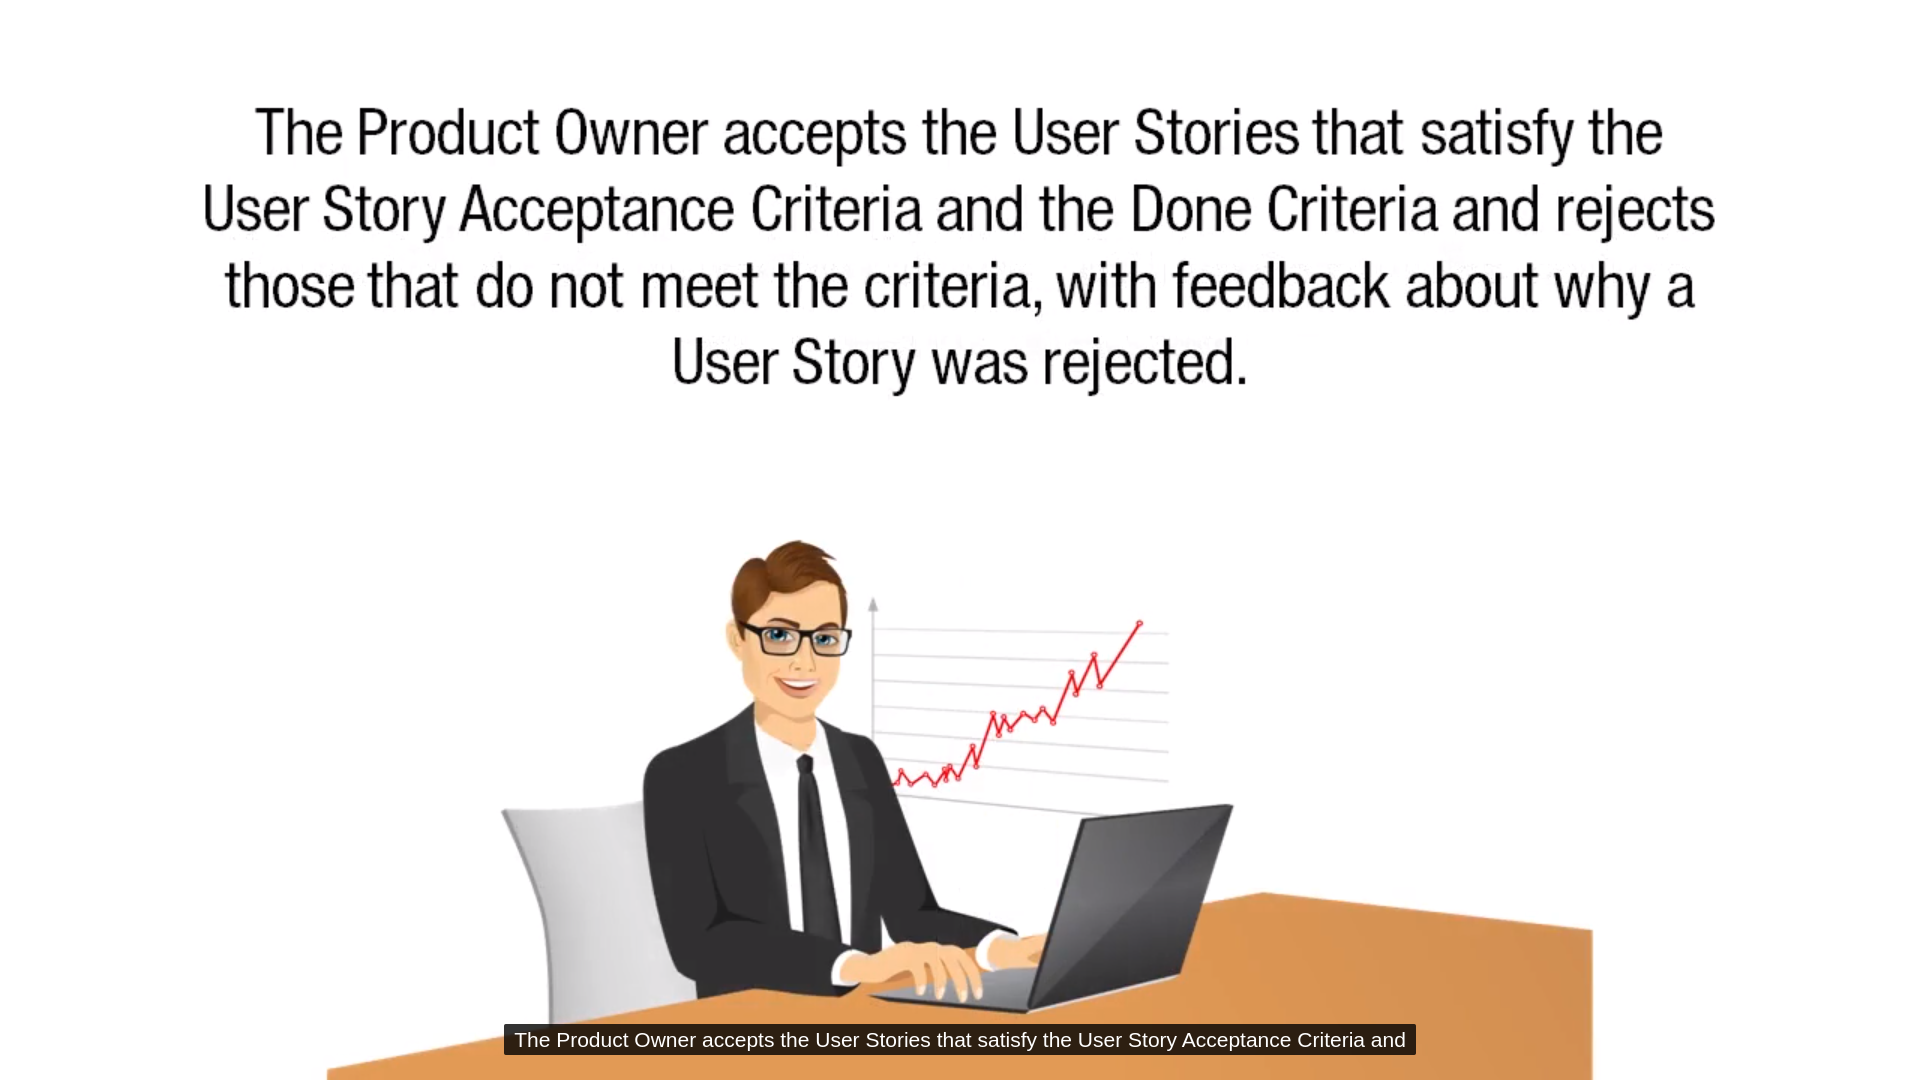 The Product Owner accepts the User Stories that satisfy the
User Story Acceptance Criteria and the Done Criteria and rejects
those that do not meet the criteria, with feedback about why a
User Story was rejected.
The Product Owner accepts the User Stories that satisfy the User Story Acceptance Criteria and